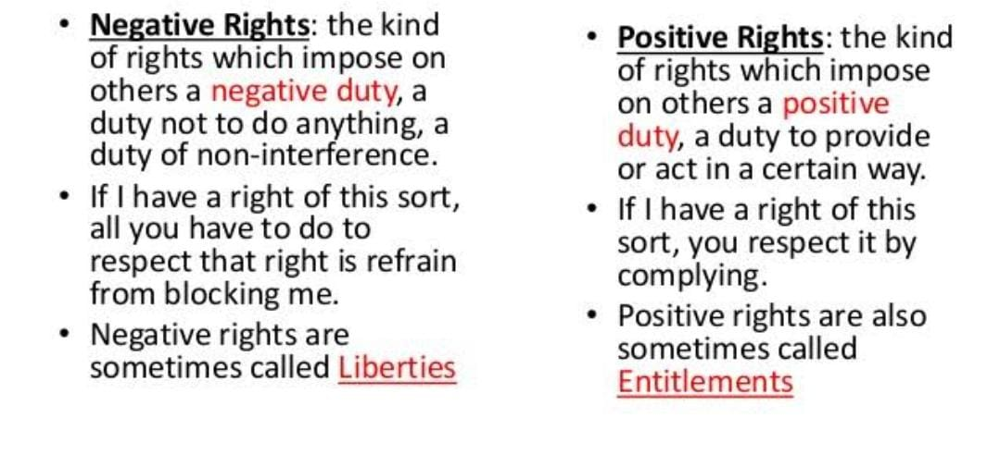 • Negative Rights: the kind
of rights which impose on
others a negative duty, a
duty not to do anything, a
duty of non-interference.
• If I have a right of this sort,
all you have to do to
respect that right is refrain
from blocking me.
• Negative rights are
sometimes called Liberties
• Positive Rights: the kind
of rights which impose
on others a positive
duty, a duty to provide
or act in a certain way.
• If I have a right of this
sort, you respect it by
complying.
• Positive rights are also
sometimes called
Entitlements